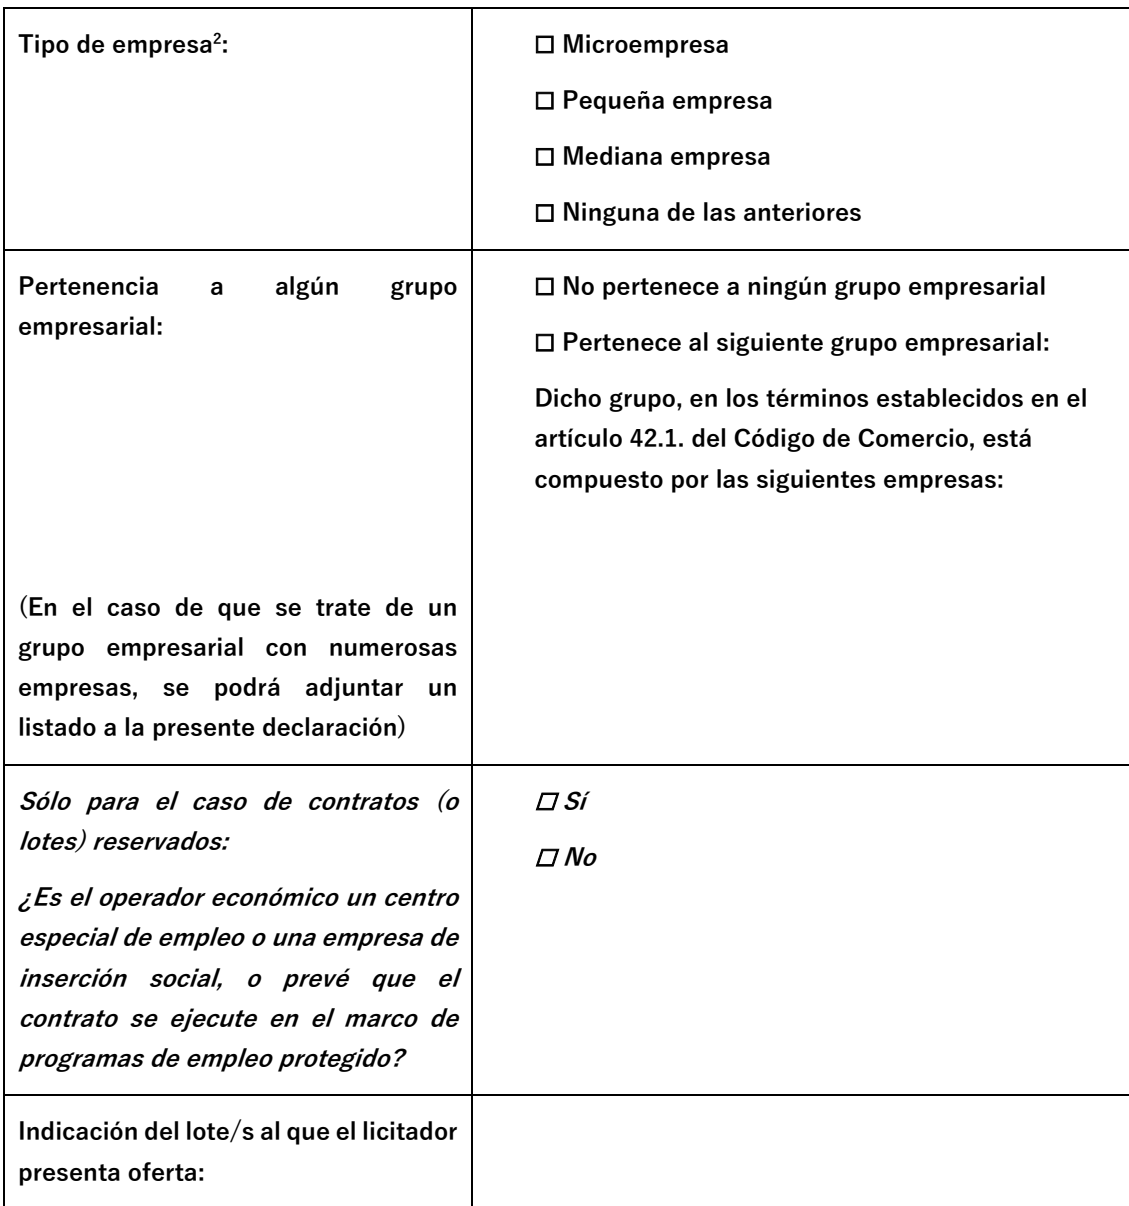 Tipo de empresa²:
☐ Microempresa
☐ Pequeña empresa
☐ Mediana empresa
☐ Ninguna de las anteriores
Pertenencia a algún grupo
empresarial:
(En el caso de que se trate de un
grupo empresarial con numerosas
empresas, se podrá adjuntar un
listado a la presente declaración)
☐ No pertenece a ningún grupo empresarial
☐ Pertenece al siguiente grupo empresarial:
Dicho grupo, en los términos establecidos en el
artículo 42.1. del Código de Comercio, está
compuesto por las siguientes empresas:
Sólo para el caso de contratos (o
lotes) reservados:
¿Es el operador económico un centro
especial de empleo o una empresa de
inserción social, o prevé que el
contrato se ejecute en el marco de
programas de empleo protegido?
☐ Sí
☐ No
Indicación del lote/s al que el licitador
presenta oferta: